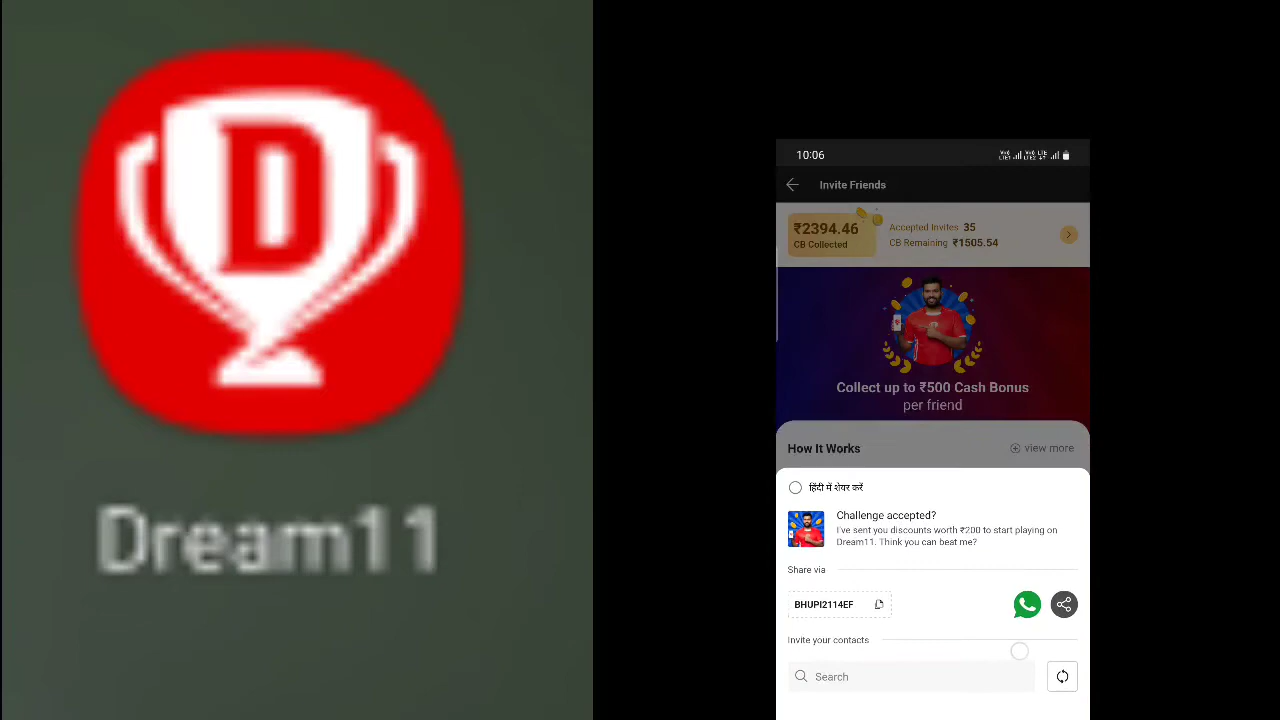 D
Dream11
10:06
Invite Friends
₹2394.46
CB Collected
Accepted Invites 35
CB Remaining ₹1505.54
Collect up to ₹500 Cash Bonus
per friend
How It Works
view more
हिंदी में शेयर करें
Challenge accepted?
I've sent you discounts worth ₹200 to start playing on
Dream11. Think you can beat me?
Share via
BHUPI2114EF
Invite your contacts
Search